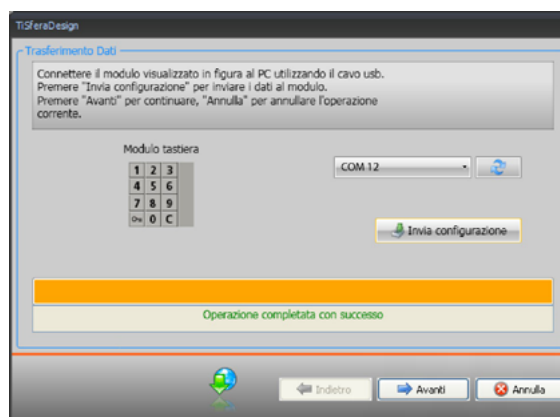 TiSferaDesign
Trasferimento Dati
Connettere il modulo visualizzato in figura al PC utilizzando il cavo usb.
Premere "Invia configurazione" per inviare i dati al modulo.
Premere "Avanti" per continuare, "Annulla" per annullare l'operazione
corrente.
Modulo tastiera
COM 12
1 2 3
4 5 6
7 8 9
0 C
Invia configurazione
Operazione completata con successo
Indietro
Avanti
Annulla